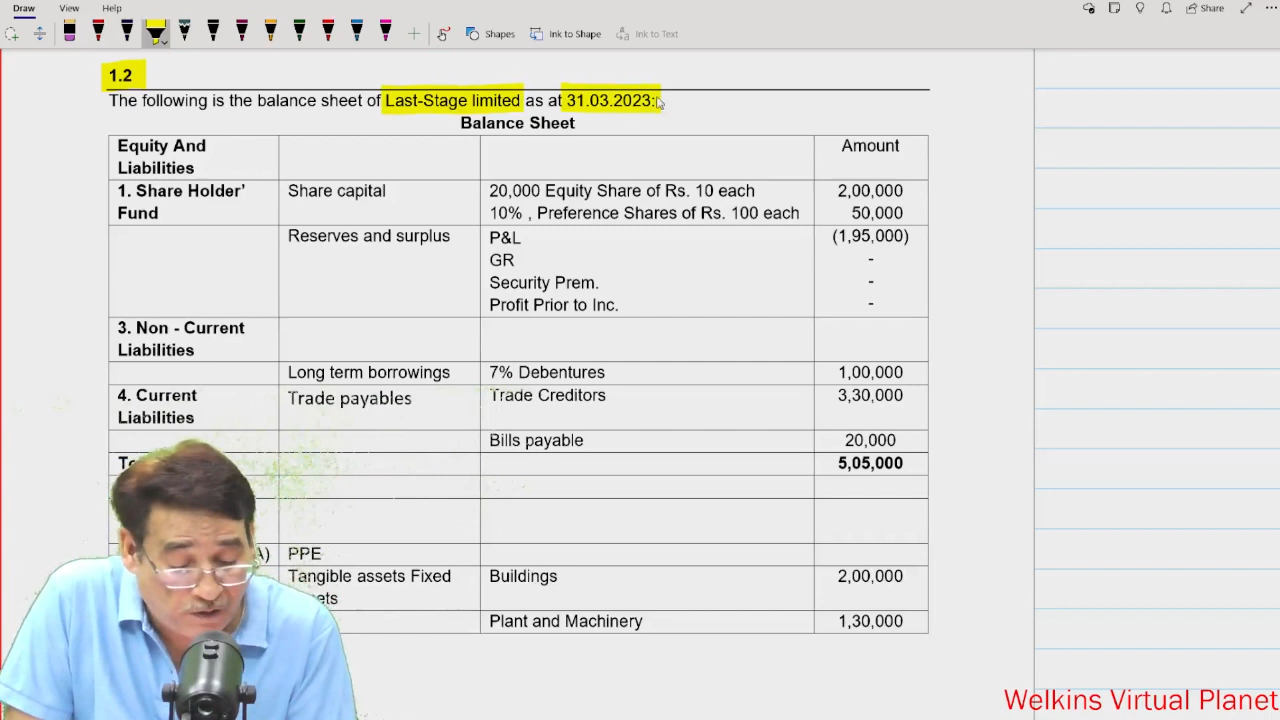 Draw View Help
Shapes Ink to Shape Ink to Text Share
1.2
The following is the balance sheet of Last-Stage limited as at 31.03.2023:
Balance Sheet
Equity And Liabilities Amount
1. Share Holder' Fund Share capital 20,000 Equity Share of Rs. 10 each 2,00,000
10% , Preference Shares of Rs. 100 each 50,000
Reserves and surplus P&L (1,95,000)
GR -
Security Prem. -
Profit Prior to Inc. -
3. Non - Current Liabilities
Long term borrowings 7% Debentures 1,00,000
4. Current Liabilities Trade payables Trade Creditors 3,30,000
Bills payable 20,000
5,05,000
A) PPE
Tangible assets Fixed Buildings 2,00,000
Plant and Machinery 1,30,000
Welkins Virtual Planet